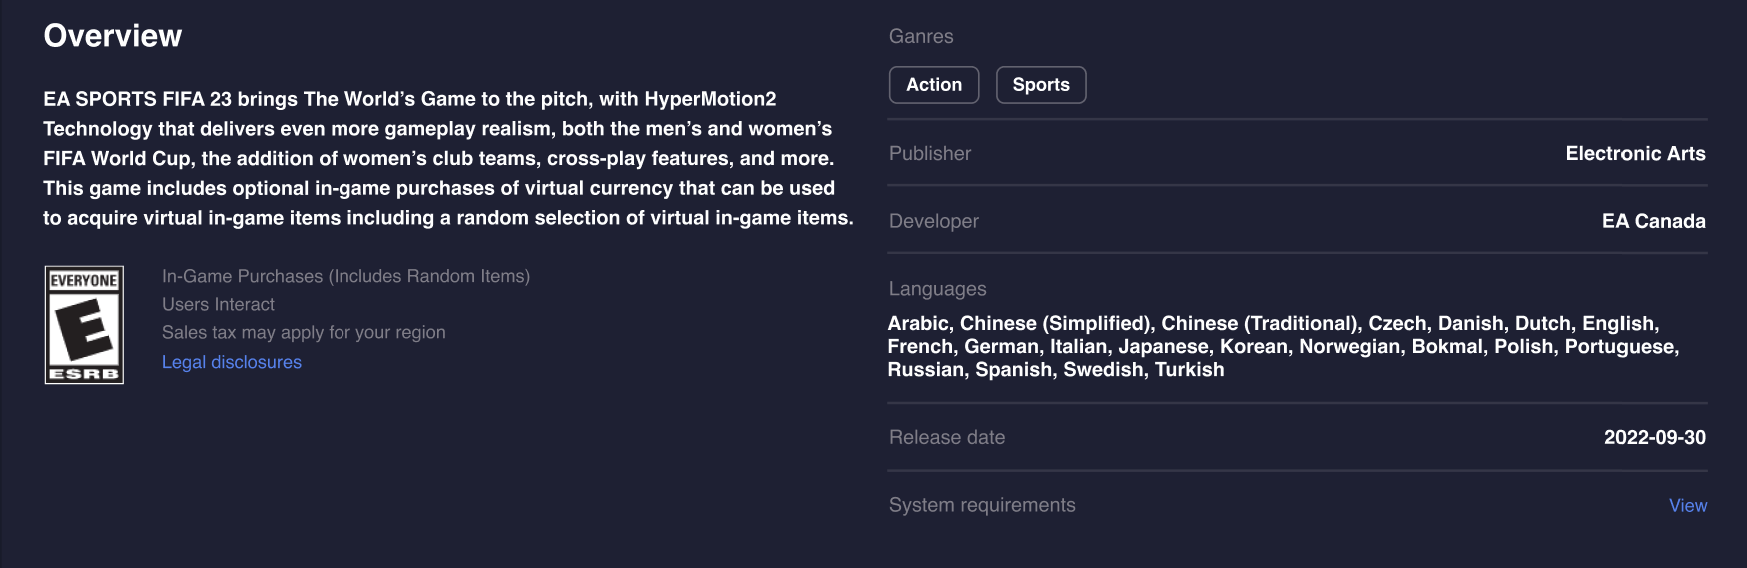 Overview
EA SPORTS FIFA 23 brings The World’s Game to the pitch, with HyperMotion2
Technology that delivers even more gameplay realism, both the men’s and women’s
FIFA World Cup, the addition of women’s club teams, cross-play features, and more.
This game includes optional in-game purchases of virtual currency that can be used
to acquire virtual in-game items including a random selection of virtual in-game items.
EVERYONE
E
ESRB
In-Game Purchases (Includes Random Items)
Users Interact
Sales tax may apply for your region
Legal disclosures
Ganres
Action Sports
Publisher Electronic Arts
Developer EA Canada
Languages
Arabic, Chinese (Simplified), Chinese (Traditional), Czech, Danish, Dutch, English,
French, German, Italian, Japanese, Korean, Norwegian, Bokmal, Polish, Portuguese,
Russian, Spanish, Swedish, Turkish
Release date 2022-09-30
System requirements View